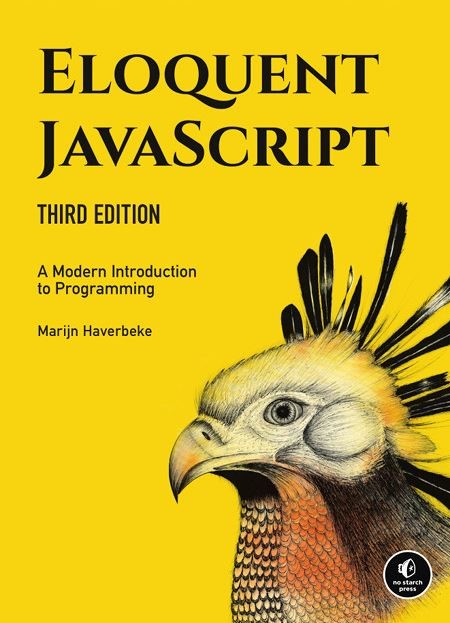 ELOQUENT
JAVASCRIPT
THIRD EDITION
A Modern Introduction
to Programming
Marijn Haverbeke
no starch
press